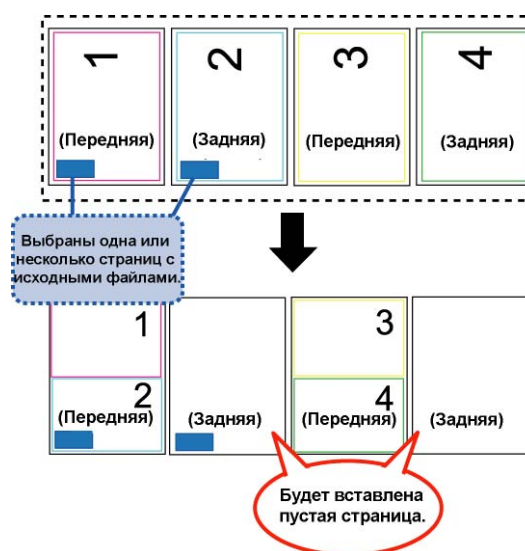 1 2 3 4
(Передняя) (Задняя) (Передняя) (Задняя)
Выбраны одна или
несколько страниц с
исходными файлами.
1 3
2 4
(Передняя) (Задняя) (Передняя) (Задняя)
Будет вставлена
пустая страница.